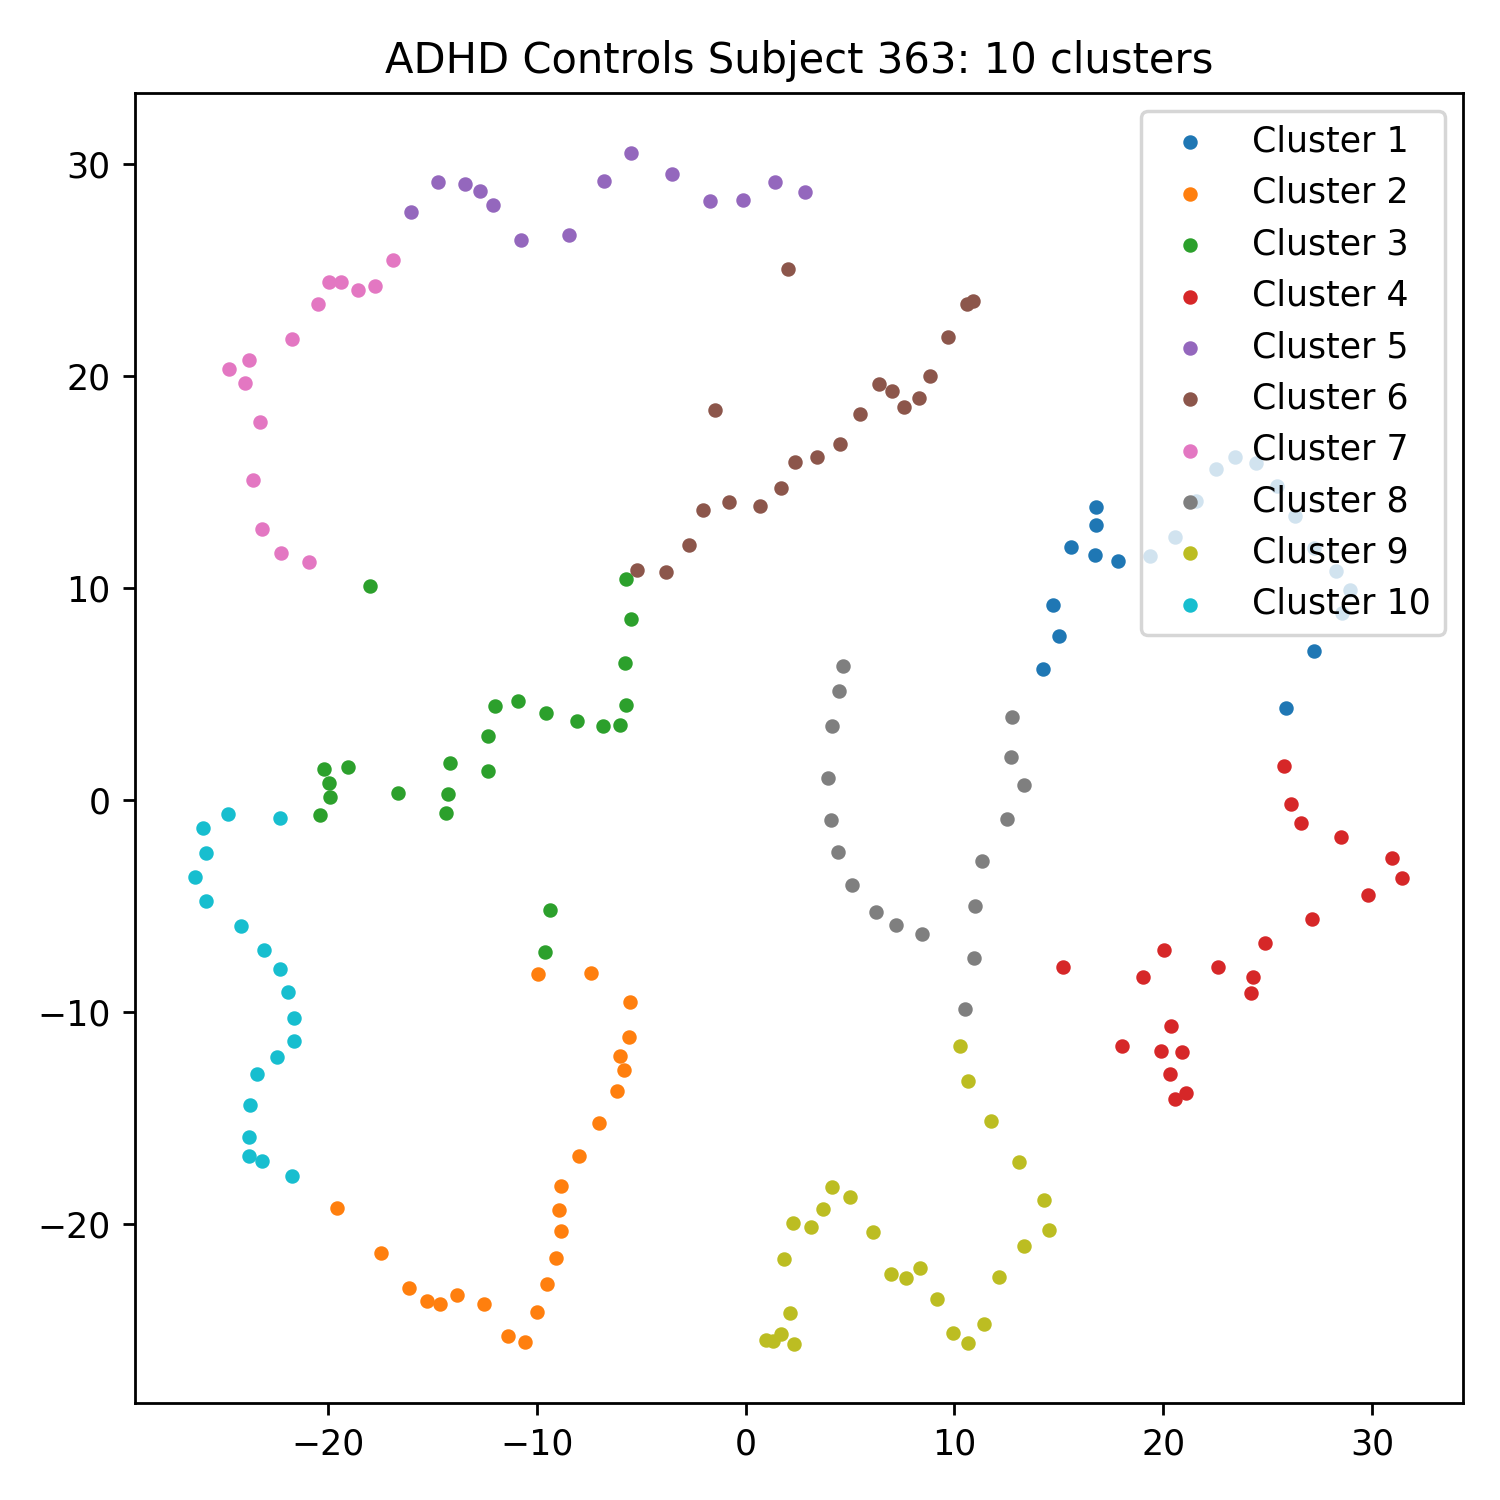 ADHD Controls Subject 363: 10 clusters
Cluster 1
Cluster 2
Cluster 3
Cluster 4
Cluster 5
Cluster 6
Cluster 7
Cluster 8
Cluster 9
Cluster 10
30
20
10
0
−10
−20
−20 −10 0 10 20 30